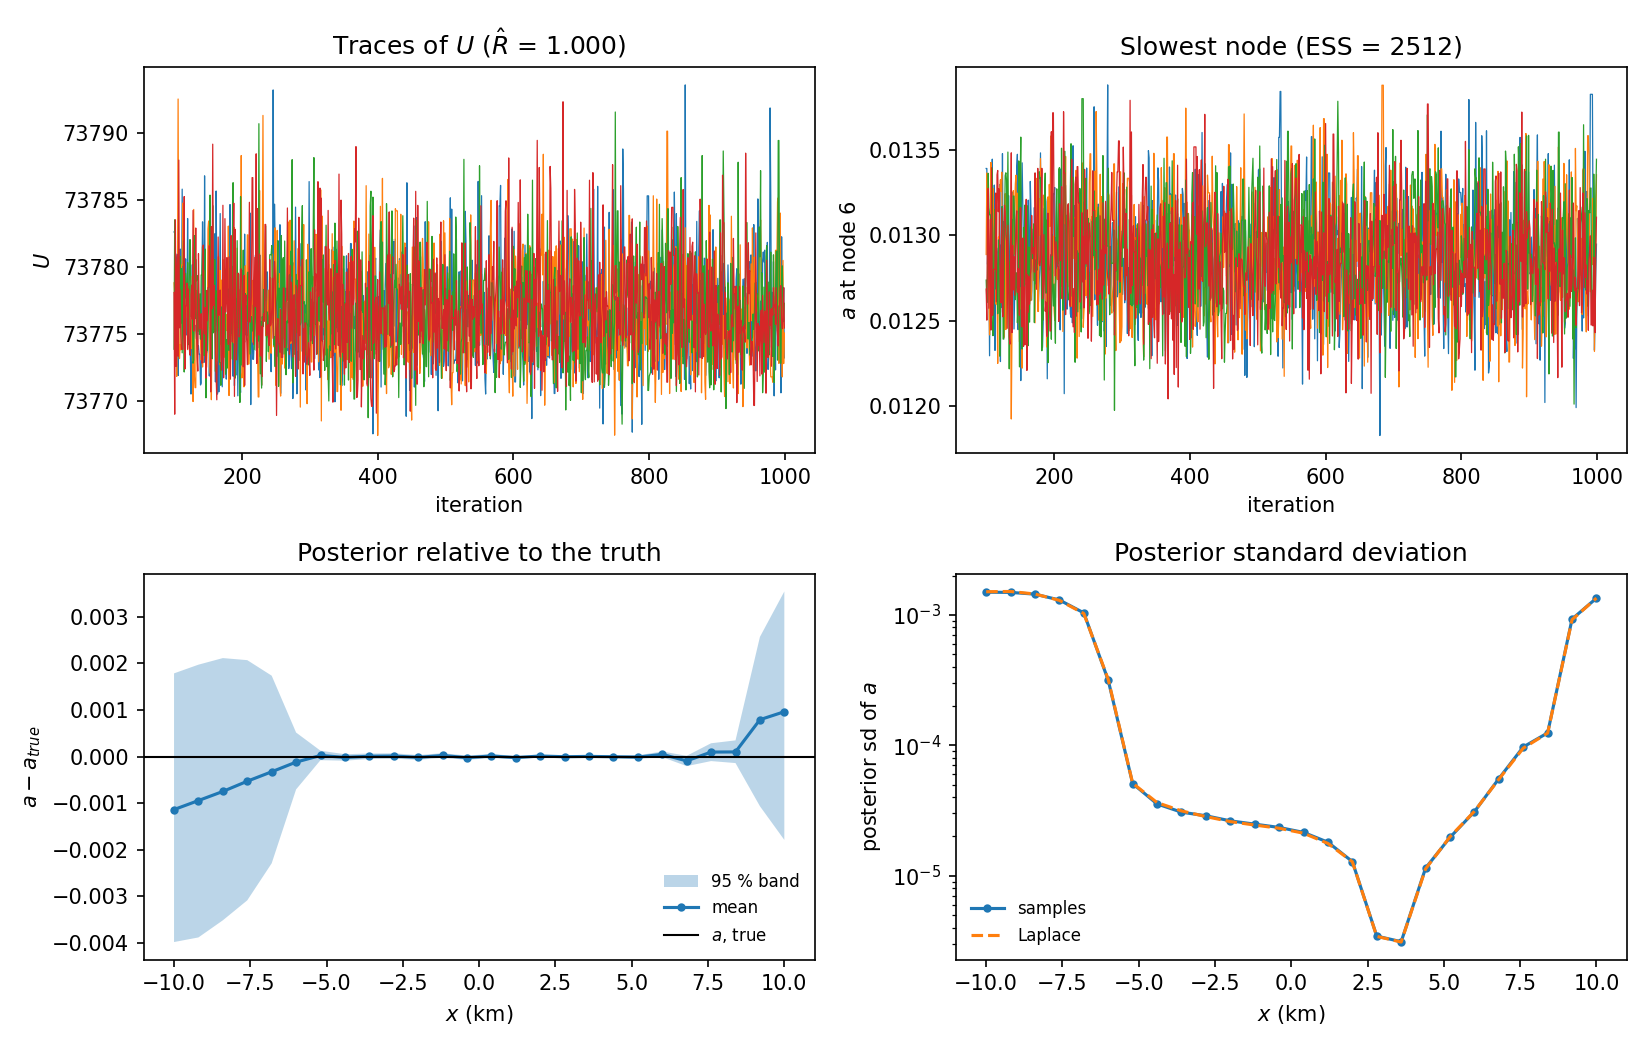 Traces of U (R̂ = 1.000)
73790
73785
73780
73775
73770
U
200 400 600 800 1000
iteration
Slowest node (ESS = 2512)
0.0135
0.0130
0.0125
0.0120
a at node 6
200 400 600 800 1000
iteration
Posterior relative to the truth
0.003
0.002
0.001
0.000
−0.001
−0.002
−0.003
−0.004
a − a_true
95 % band
mean
a, true
−10.0 −7.5 −5.0 −2.5 0.0 2.5 5.0 7.5 10.0
x (km)
Posterior standard deviation
10⁻³
10⁻⁴
10⁻⁵
posterior sd of a
samples
Laplace
−10.0 −7.5 −5.0 −2.5 0.0 2.5 5.0 7.5 10.0
x (km)